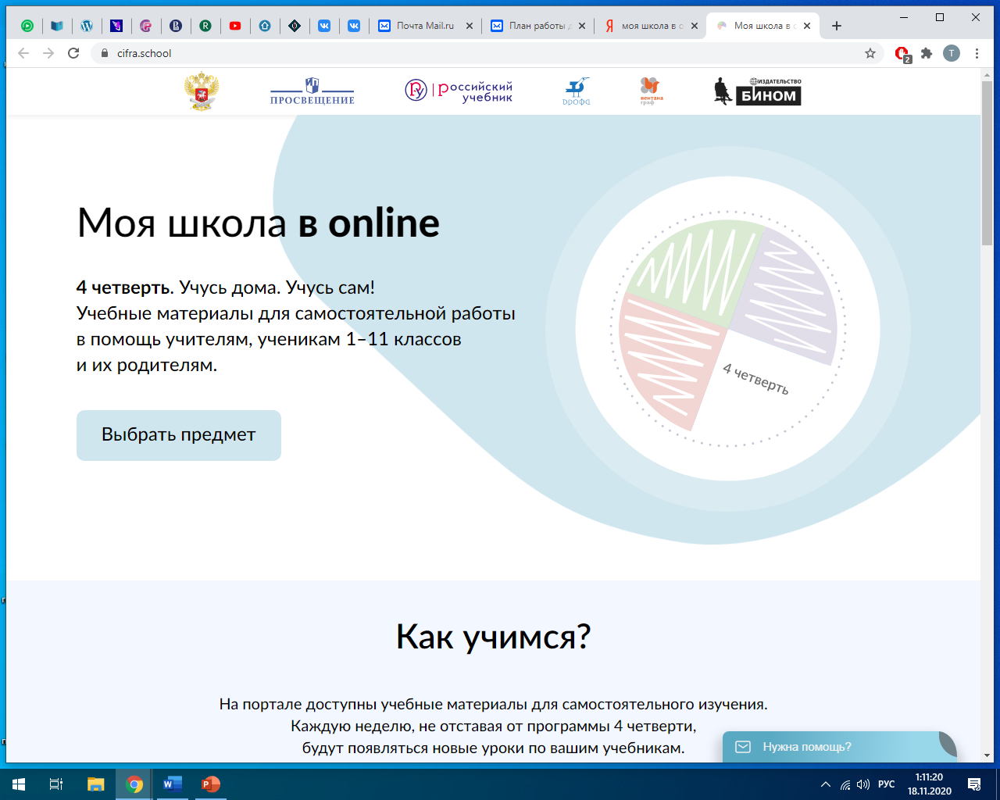 Почта Mail.ru
План работы д
моя школа в о
Моя школа в о
cifra.school
2
T
ПРОСВЕЩЕНИЕ
российский
учебник
дрофа
вентана
граф
ИЗДАТЕЛЬСТВО
БИНОМ
Моя школа в online
4 четверть. Учусь дома. Учусь сам!
Учебные материалы для самостоятельной работы
в помощь учителям, ученикам 1–11 классов
и их родителям.
Выбрать предмет
4 четверть
Как учимся?
На портале доступны учебные материалы для самостоятельного изучения.
Каждую неделю, не отставая от программы 4 четверти,
будут появляться новые уроки по вашим учебникам.
Нужна помощь?
РУС
1:11:20
18.11.2020